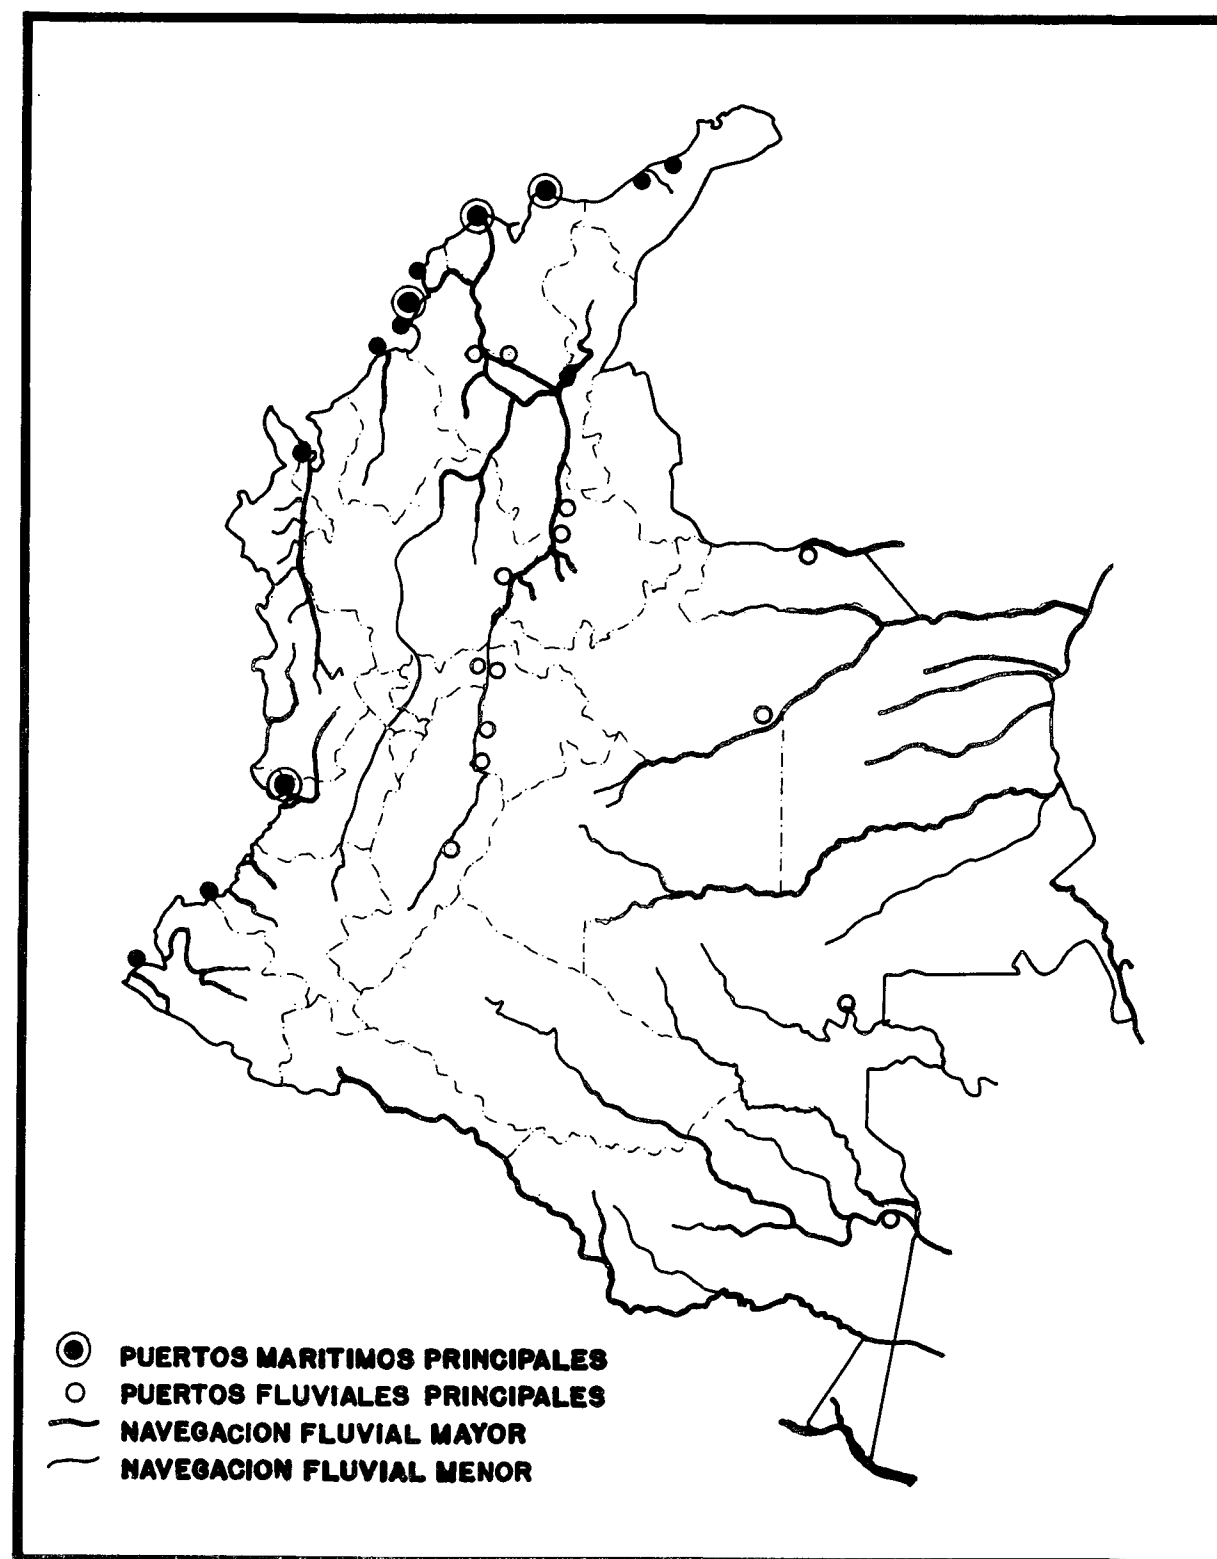 PUERTOS MARITIMOS PRINCIPALES
PUERTOS FLUVIALES PRINCIPALES
NAVEGACION FLUVIAL MAYOR
NAVEGACION FLUVIAL MENOR